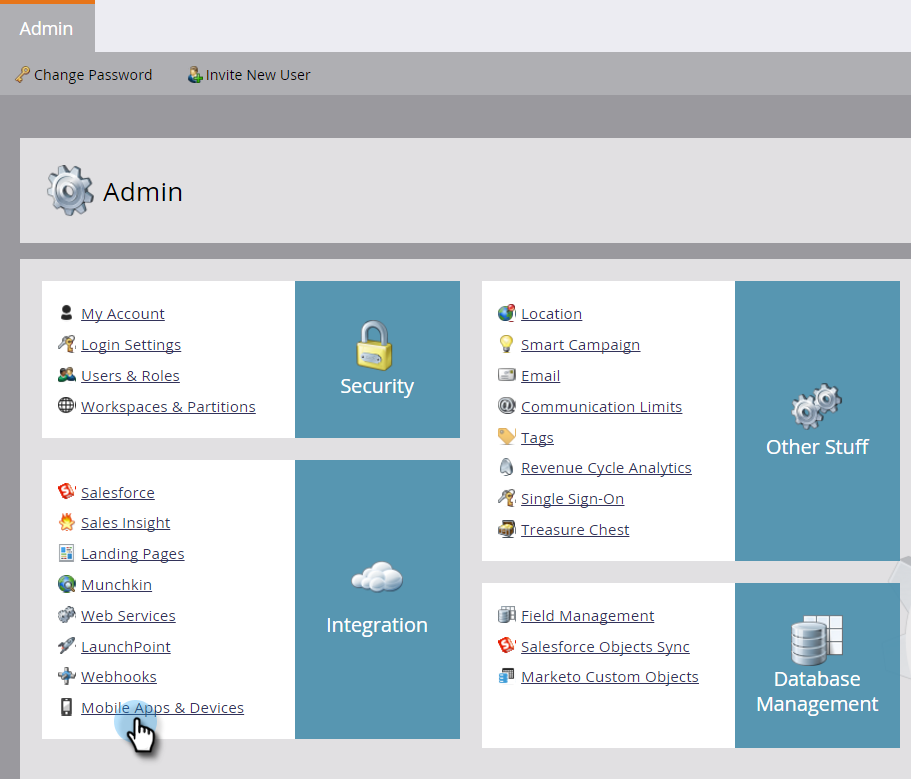 Admin
Change Password
Invite New User
Admin
My Account
Login Settings
Users & Roles
Workspaces & Partitions
Security
Salesforce
Sales Insight
Landing Pages
Munchkin
Web Services
LaunchPoint
Webhooks
Mobile Apps & Devices
Integration
Location
Smart Campaign
Email
Communication Limits
Tags
Revenue Cycle Analytics
Single Sign-On
Treasure Chest
Other Stuff
Field Management
Salesforce Objects Sync
Marketo Custom Objects
Database
Management